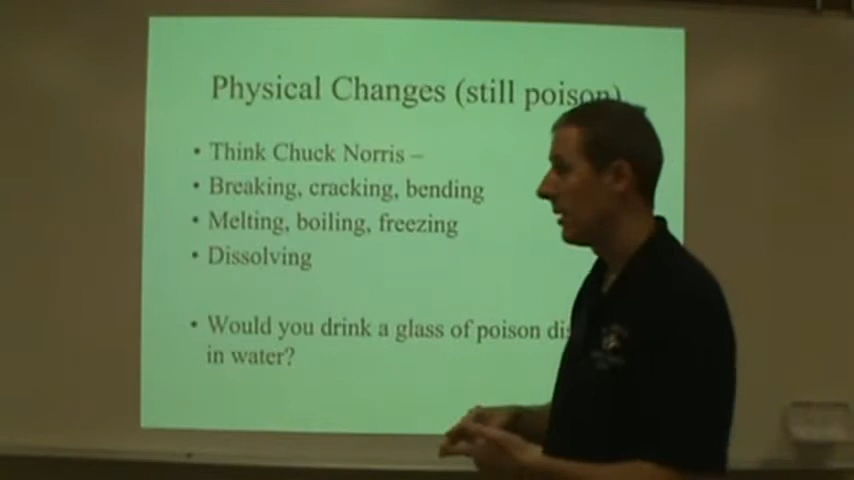 Physical Changes (still poison)
• Think Chuck Norris –
• Breaking, cracking, bending
• Melting, boiling, freezing
• Dissolving
• Would you drink a glass of poison
in water?